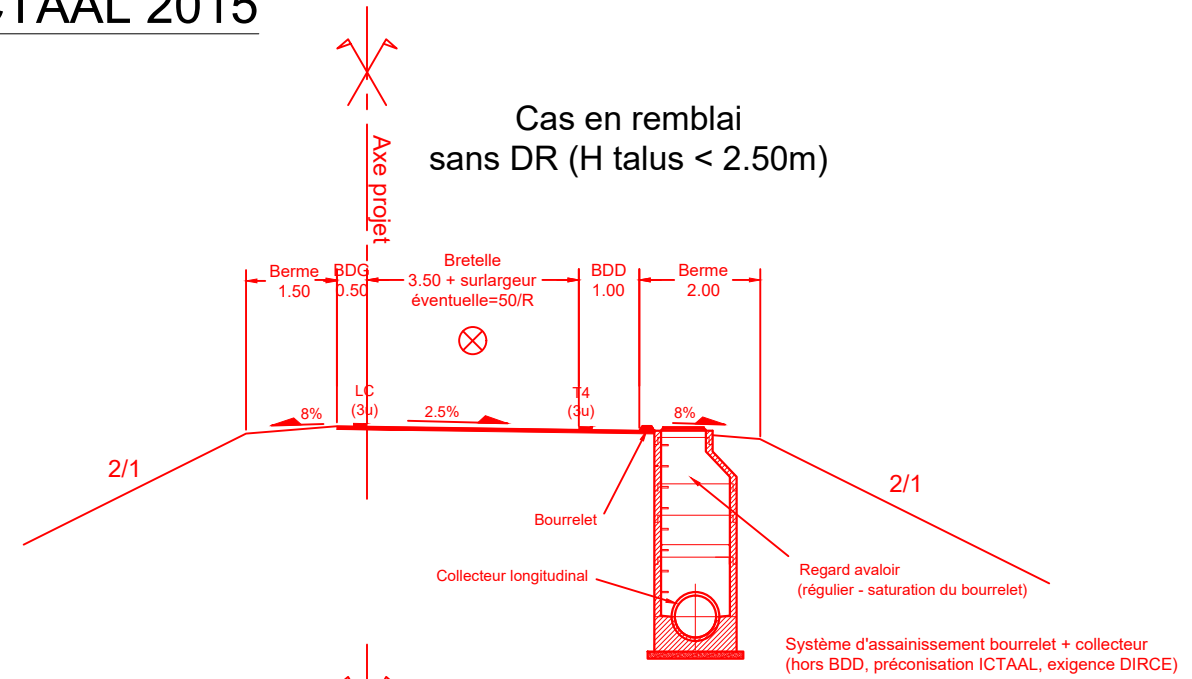 CTAAL 2015
Cas en remblai
sans DR (H talus < 2.50m)
Axe projet
Berme
1.50
BDG
0.50
Bretelle
3.50 + surlargeur
éventuelle=50/R
BDD
1.00
Berme
2.00
LC
(3u)
T4
(3u)
8%
2.5%
8%
2/1
2/1
Bourrelet
Collecteur longitudinal
Regard avaloir
(régulier - saturation du bourrelet)
Système d'assainissement bourrelet + collecteur
(hors BDD, préconisation ICTAAL, exigence DIRCE)